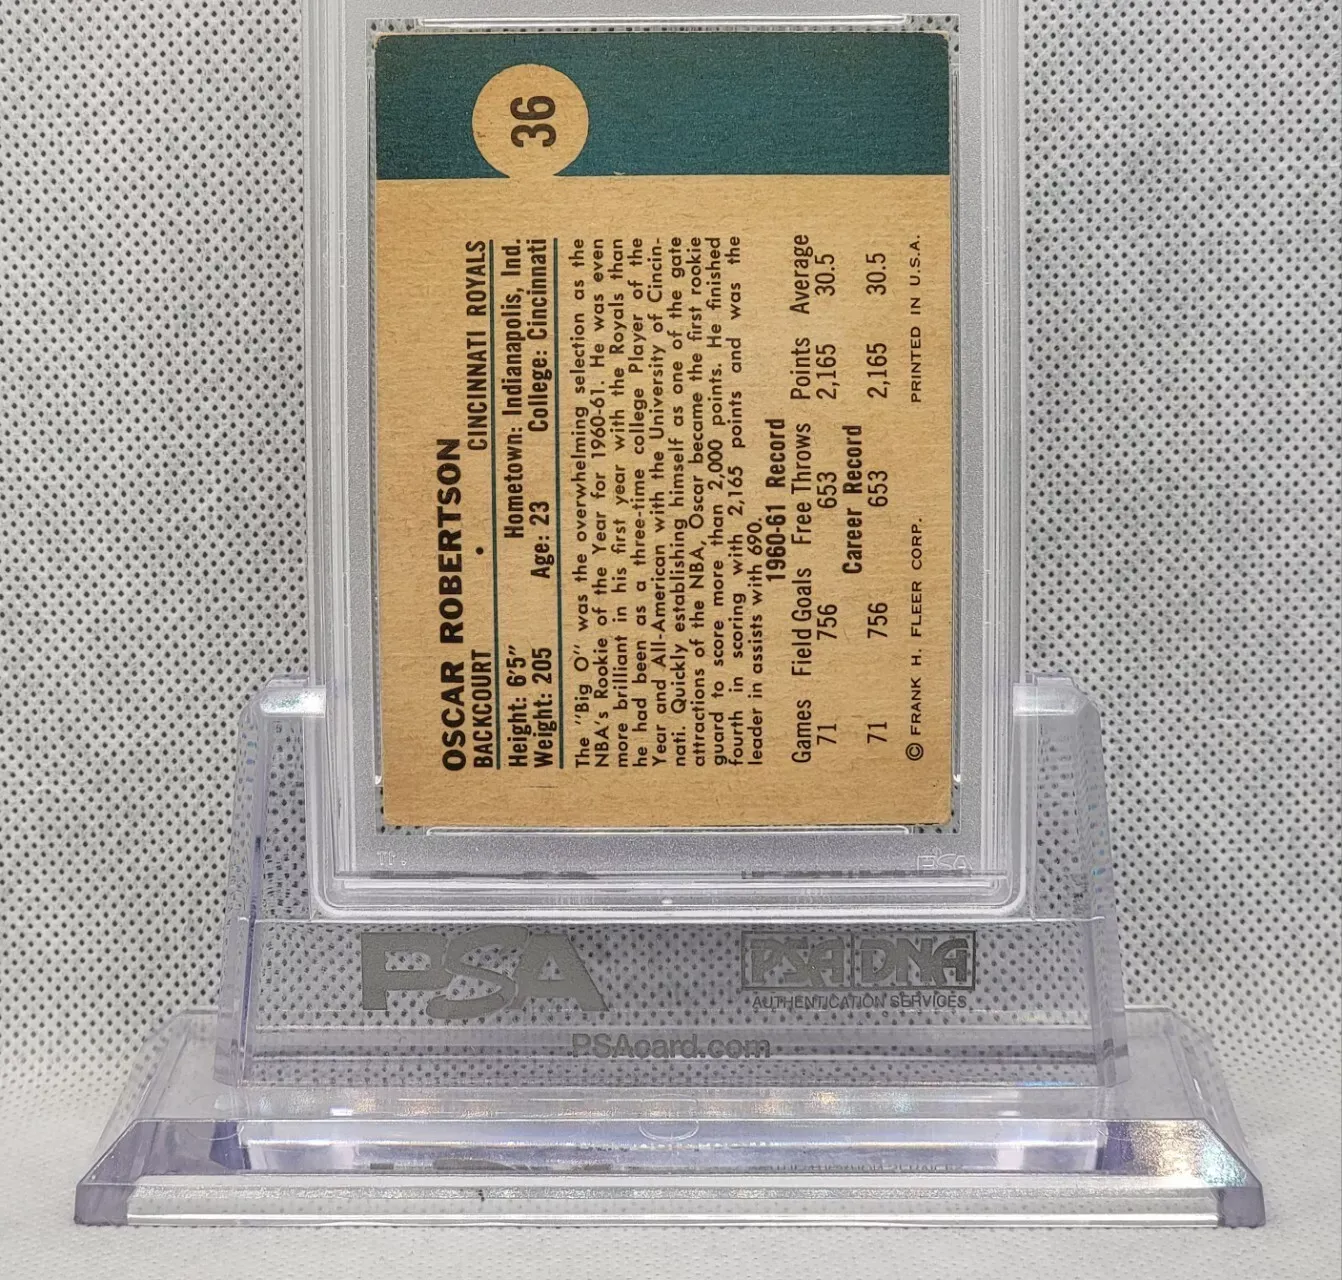 36
OSCAR ROBERTSON
BACKCOURT • CINCINNATI ROYALS
Height: 6'5" Hometown: Indianapolis, Ind.
Weight: 205 Age: 23 College: Cincinnati
The "Big O" was the overwhelming selection as the
NBA's Rookie of the Year for 1960-61. He was even
more brilliant in his first year with the Royals than
he had been as a three-time college Player of the
Year and All-American with the University of Cincin-
nati. Quickly establishing himself as one of the gate
attractions of the NBA, Oscar became the first rookie
guard to score more than 2,000 points. He finished
fourth in scoring with 2,165 points and was the
leader in assists with 690.
1960-61 Record
Games Field Goals Free Throws Points Average
71 756 653 2,165 30.5
Career Record
71 756 653 2,165 30.5
© FRANK H. FLEER CORP. PRINTED IN U.S.A.
PSA
PSA
PSA DNA
AUTHENTICATION SERVICES
PSAcard.com